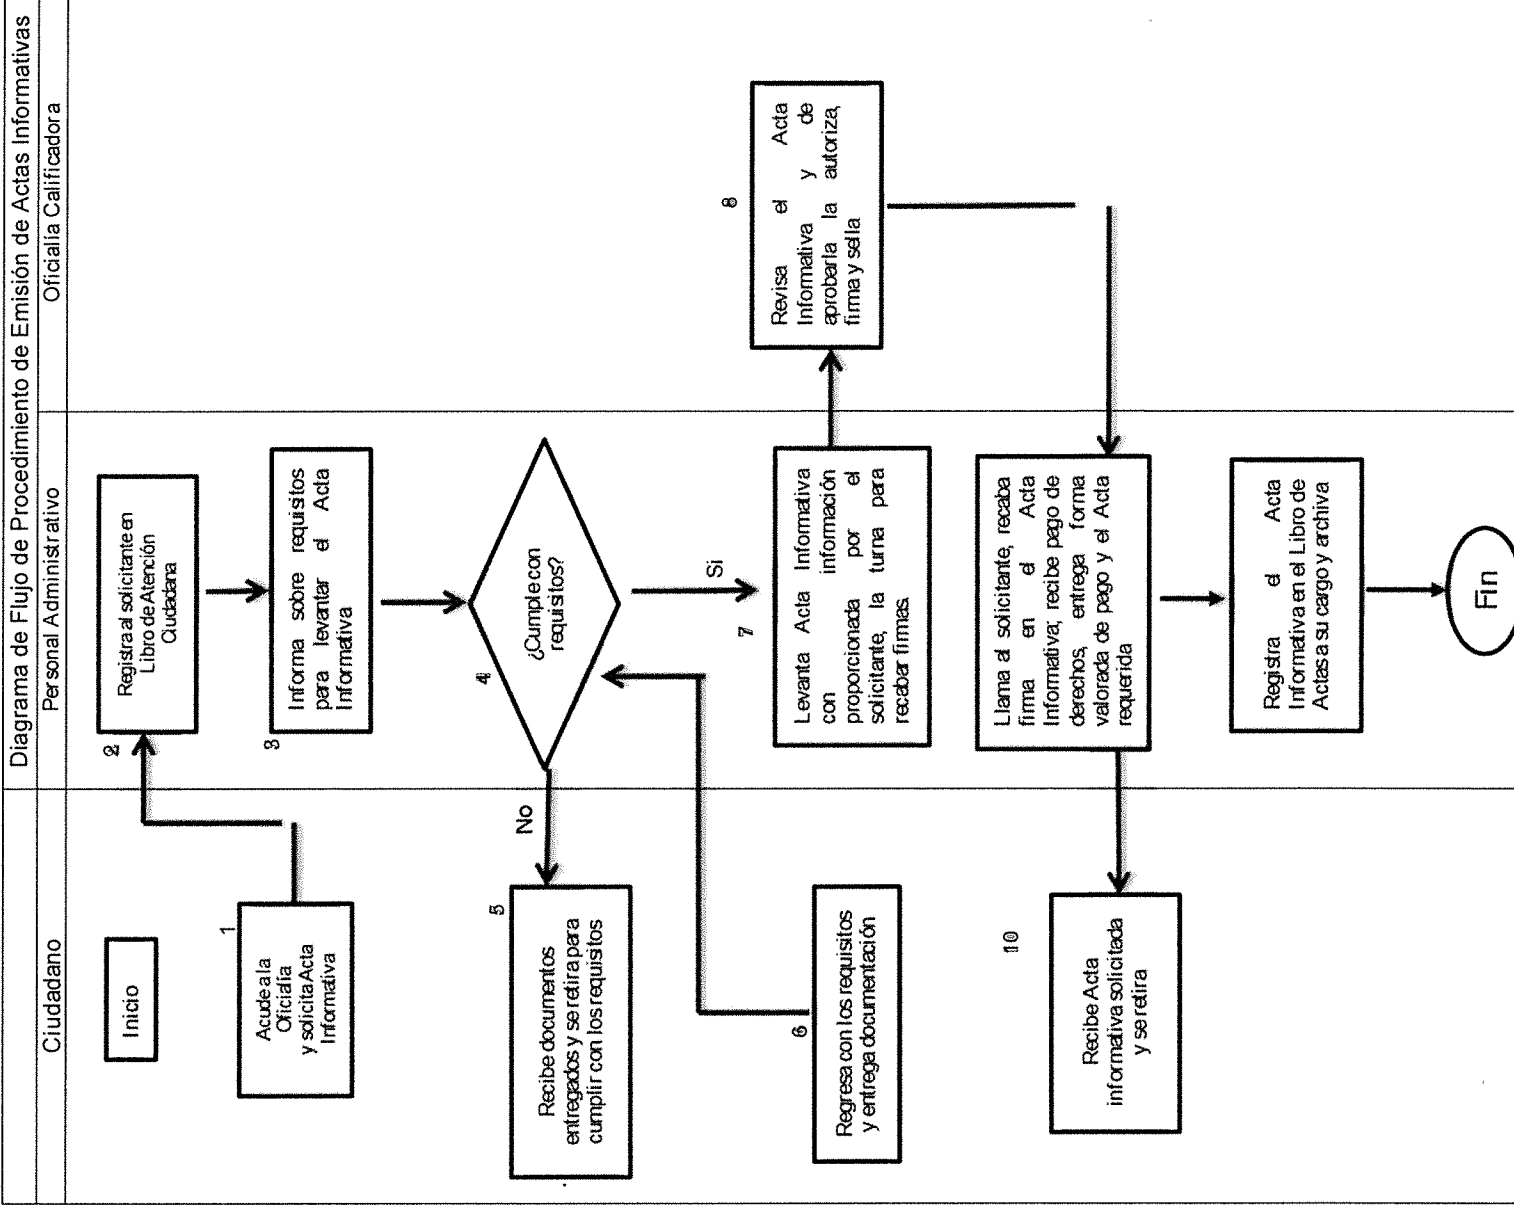 Diagrama de Flujo de Procedimiento de Emisión de Actas Informativas
Ciudadano
Personal Administrativo
Oficialía Calificadora
Inicio
1
Acude a la
Oficialía
y solicita Acta
Informativa
2
Registra al solicitante en
Libro de Atención
Ciudadana
3
Informa sobre requisitos
para levantar el Acta
Informativa
4
¿Cumple con
requisitos?
No
Si
5
Recibe documentos
entregados y se retira para
cumplir con los requisitos
6
Regresa con los requisitos
y entrega documentación
7
Levanta Acta Informativa
con información
proporcionada por el
solicitante, la turna para
recabar firmas.
8
Revisa el Acta
Informativa y de
aprobarla la autoriza,
firma y sella
Llama al solicitante, recaba
firma en el Acta
Informativa; recibe pago de
derechos, entrega forma
valorada de pago y el Acta
requerida
10
Recibe Acta
informativa solicitada
y se retira
Registra el Acta
Informativa en el Libro de
Actas a su cargo y archiva
Fin